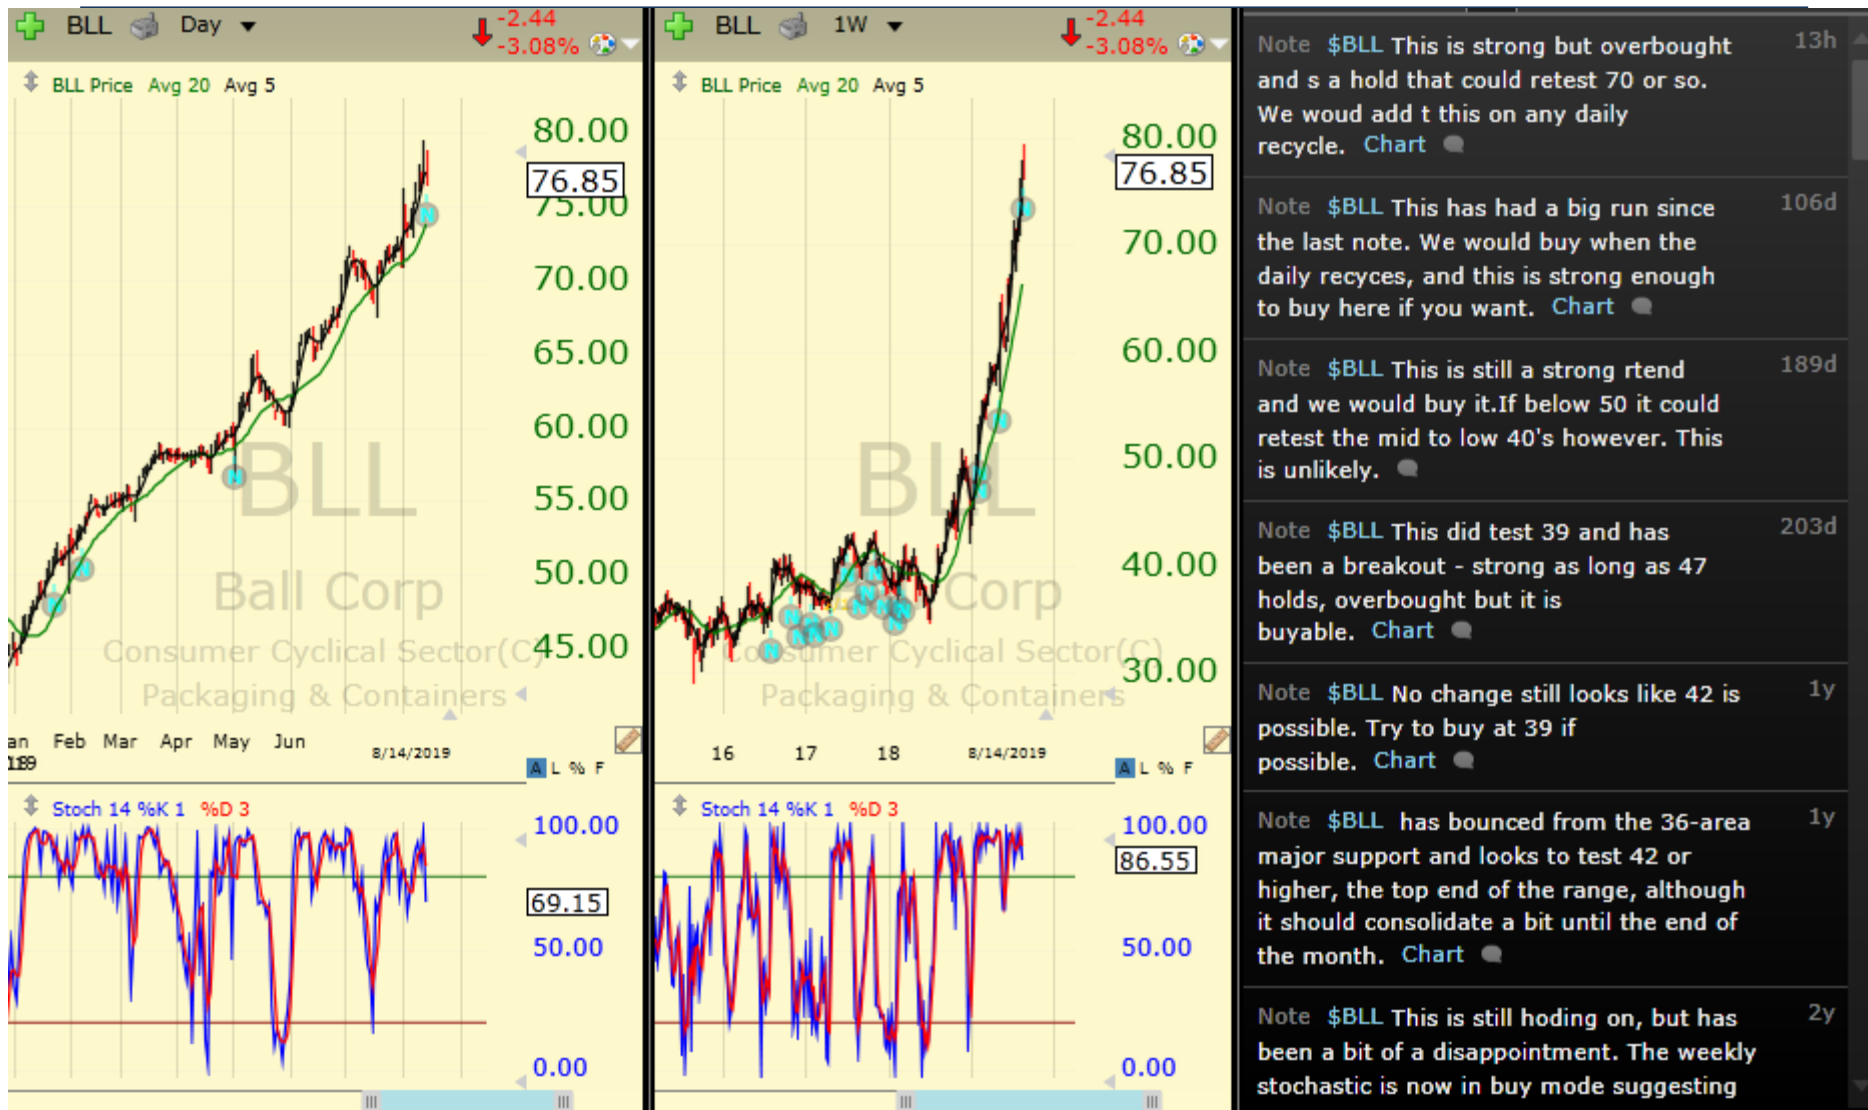 BLL Day
-2.44
-3.08%
BLL Price Avg 20 Avg 5
80.00
76.85
75.00
70.00
65.00
60.00
55.00
50.00
45.00
BLL
Ball Corp
Consumer Cyclical Sector(C)
Packaging & Containers
Feb Mar Apr May Jun
8/14/2019
A L % F
Stoch 14 %K 1 %D 3
100.00
69.15
50.00
0.00
BLL 1W
-2.44
-3.08%
BLL Price Avg 20 Avg 5
80.00
76.85
70.00
60.00
50.00
40.00
30.00
BLL
Corp
Consumer Cyclical Sector(C)
Packaging & Containers
16 17 18 8/14/2019
A L % F
Stoch 14 %K 1 %D 3
100.00
86.55
50.00
0.00
Note $BLL This is strong but overbought 13h
and s a hold that could retest 70 or so.
We woud add t this on any daily
recycle. Chart
Note $BLL This has had a big run since 106d
the last note. We would buy when the
daily recyces, and this is strong enough
to buy here if you want. Chart
Note $BLL This is still a strong rtend 189d
and we would buy it.If below 50 it could
retest the mid to low 40's however. This
is unlikely.
Note $BLL This did test 39 and has 203d
been a breakout - strong as long as 47
holds, overbought but it is
buyable. Chart
Note $BLL No change still looks like 42 is 1y
possible. Try to buy at 39 if
possible. Chart
Note $BLL has bounced from the 36-area 1y
major support and looks to test 42 or
higher, the top end of the range, although
it should consolidate a bit until the end of
the month. Chart
Note $BLL This is still hoding on, but has 2y
been a bit of a disappointment. The weekly
stochastic is now in buy mode suggesting